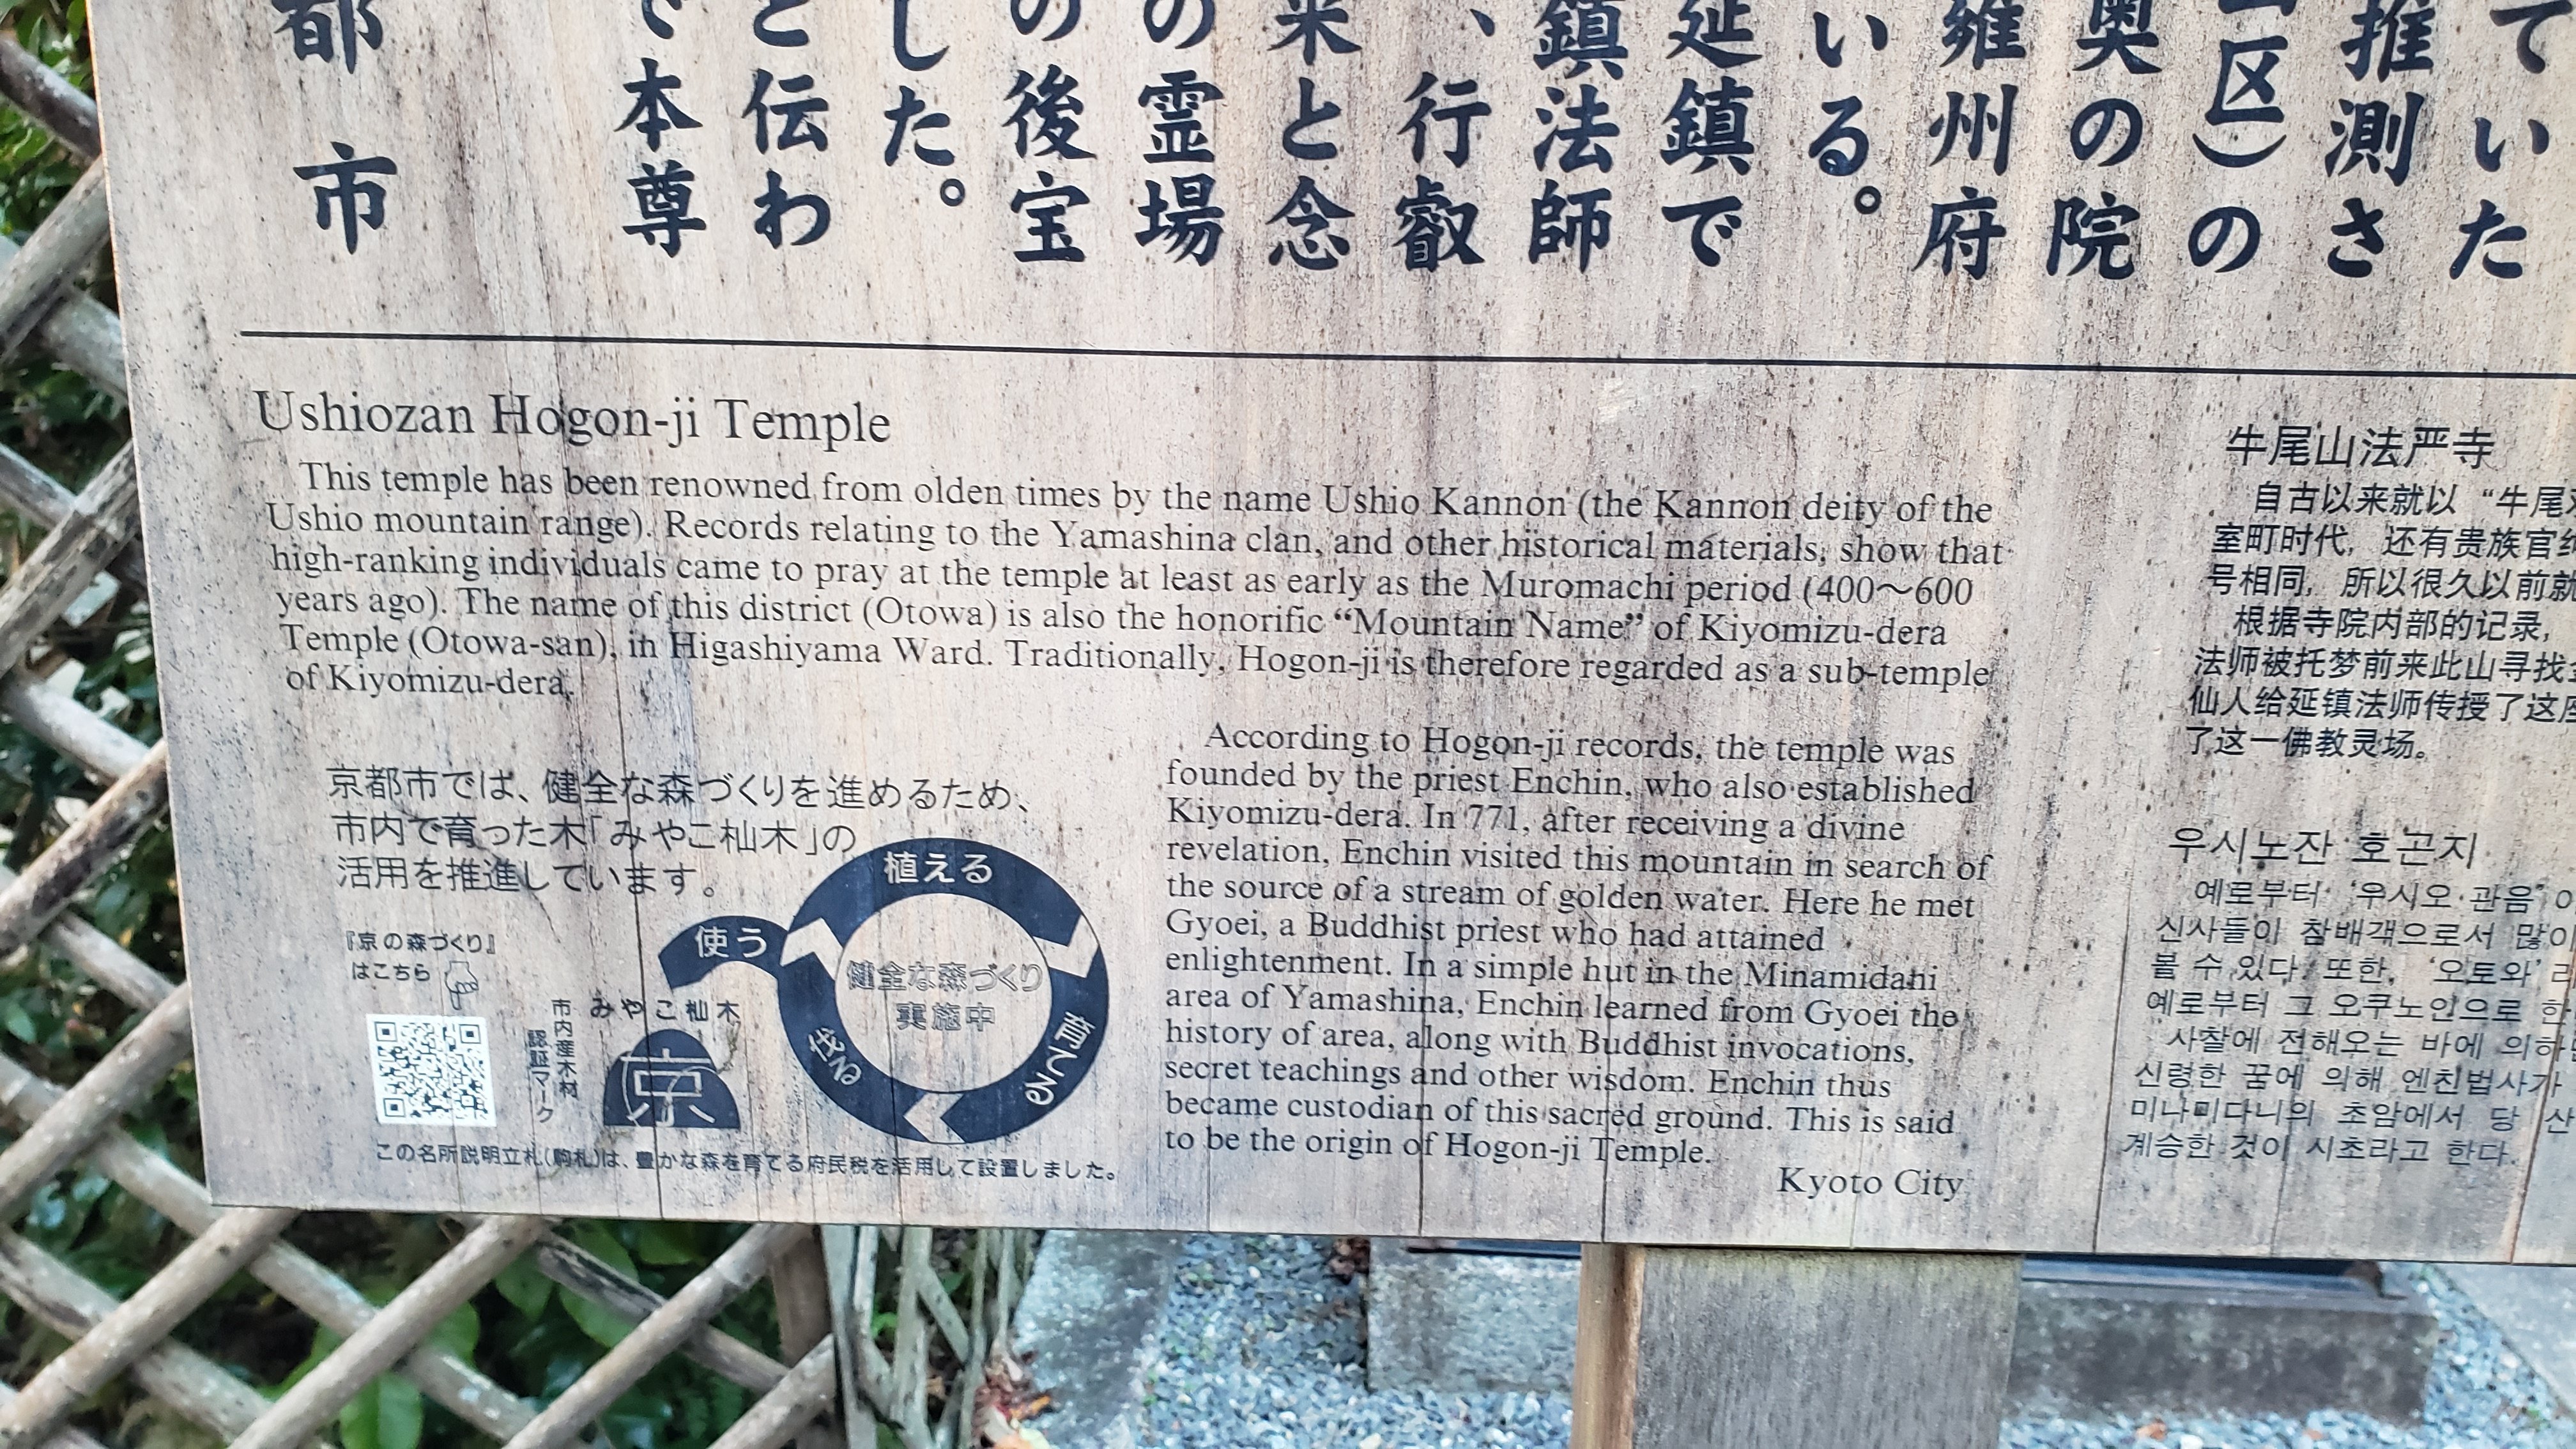 ていた
推測さ
区)の
奥の院
雍州府
いる。
延鎮で
鎮法師
、行叡
来と念
の霊場
の後宝
した。
と伝わ
で本尊
都市
Ushiozan Hogon-ji Temple
This temple has been renowned from olden times by the name Ushio Kannon (the Kannon deity of the
Ushio mountain range). Records relating to the Yamashina clan, and other historical materials, show that
high-ranking individuals came to pray at the temple at least as early as the Muromachi period (400〜600
years ago). The name of this district (Otowa) is also the honorific “Mountain Name” of Kiyomizu-dera
Temple (Otowa-san), in Higashiyama Ward. Traditionally, Hogon-ji is therefore regarded as a sub-temple
of Kiyomizu-dera.
According to Hogon-ji records, the temple was
founded by the priest Enchin, who also established
Kiyomizu-dera. In 771, after receiving a divine
revelation, Enchin visited this mountain in search of
the source of a stream of golden water. Here he met
Gyoei, a Buddhist priest who had attained
enlightenment. In a simple hut in the Minamidani
area of Yamashina, Enchin learned from Gyoei the
history of area, along with Buddhist invocations,
secret teachings and other wisdom. Enchin thus
became custodian of this sacred ground. This is said
to be the origin of Hogon-ji Temple.
Kyoto City
京都市では、健全な森づくりを進めるため、
市内で育った木「みやこ杣木」の
活用を推進しています。
『京の森づくり』
はこちら
市内産木材
認証マーク
みやこ杣木
京
使う
植える
育てる
伐る
健全な森づくり
実施中
この名所説明立札(駒札)は、豊かな森を育てる府民税を活用して設置しました。
牛尾山法严寺
自古以来就以“牛尾
室町时代，还有贵族官
号相同，所以很久以前就
根据寺院内部的记录，
法师被托梦前来此山寻找
仙人给延镇法师传授了这
了这一佛教灵场。
우시노잔 호곤지
예로부터 ‘우시오 관음’이
신사들이 참배객으로서 많이
볼 수 있다. 또한, ‘오토와’라
예로부터 그 오쿠노인으로 한
사찰에 전해오는 바에 의하
신령한 꿈에 의해 엔친법사가
미나미다니의 초암에서 당 산
계승한 것이 시초라고 한다.